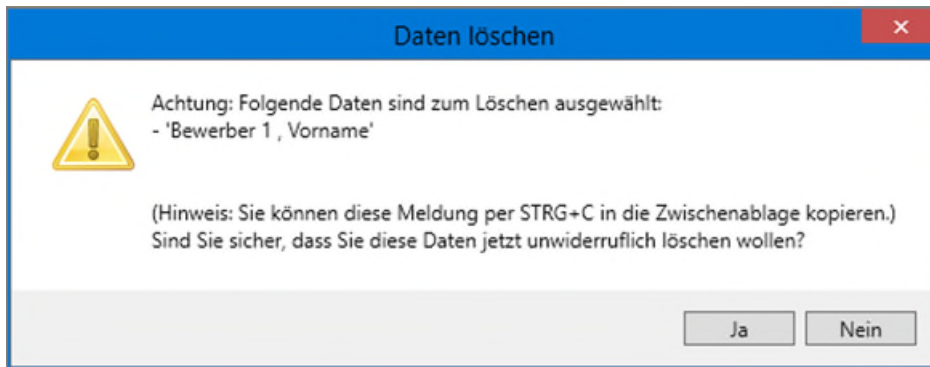 Daten löschen
Achtung: Folgende Daten sind zum Löschen ausgewählt:
- 'Bewerber 1 , Vorname'
(Hinweis: Sie können diese Meldung per STRG+C in die Zwischenablage kopieren.)
Sind Sie sicher, dass Sie diese Daten jetzt unwiderruflich löschen wollen?
Ja Nein